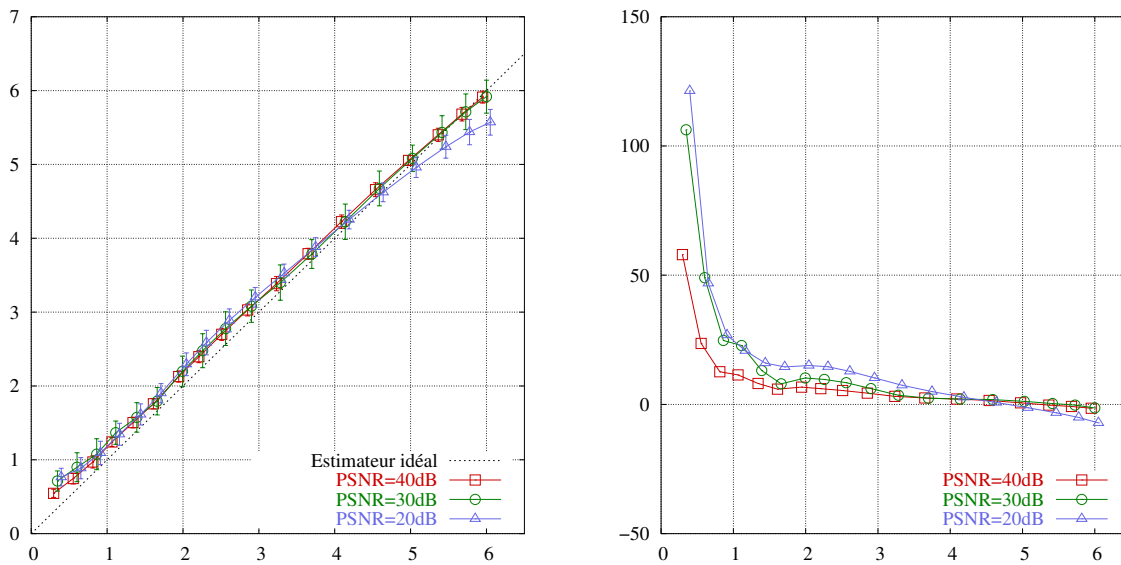 7
6
5
4
3
2
1
0
0 1 2 3 4 5 6
Estimateur idéal
PSNR=40dB
PSNR=30dB
PSNR=20dB
150
100
50
0
−50
0 1 2 3 4 5 6
PSNR=40dB
PSNR=30dB
PSNR=20dB